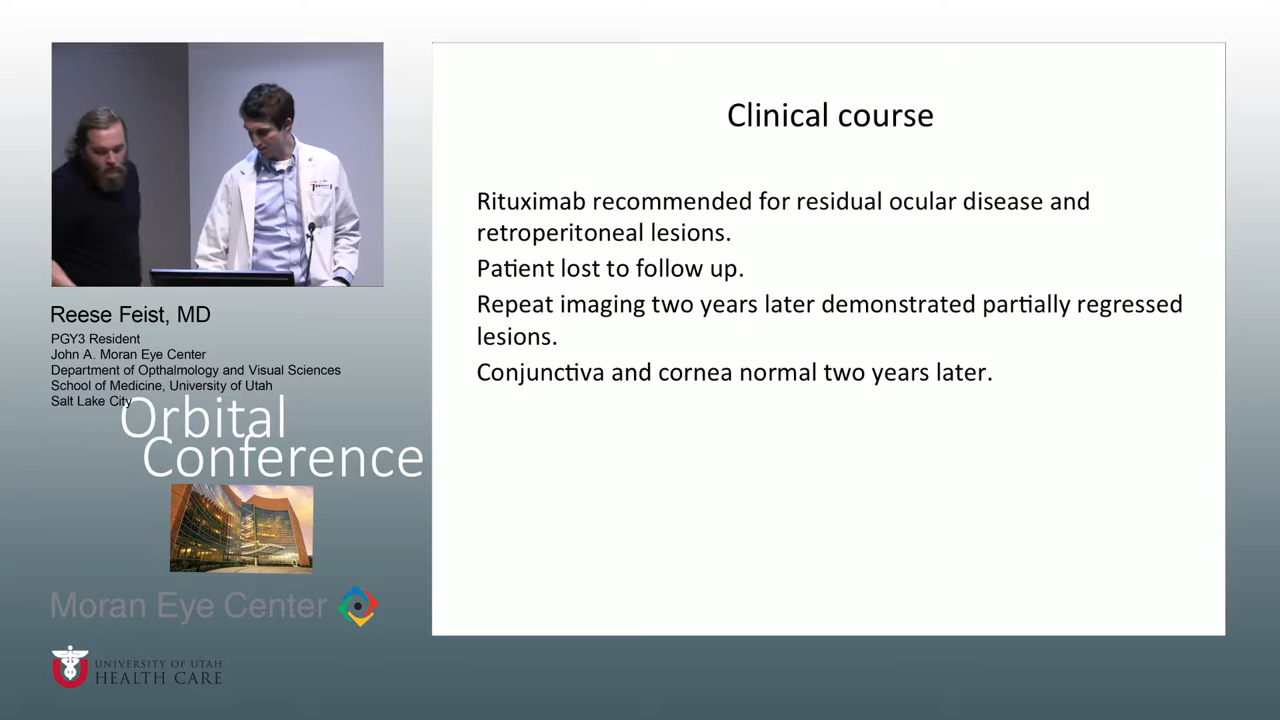 Clinical course
Rituximab recommended for residual ocular disease and
retroperitoneal lesions.
Patient lost to follow up.
Repeat imaging two years later demonstrated partially regressed
lesions.
Conjunctiva and cornea normal two years later.
Reese Feist, MD
PGY3 Resident
John A. Moran Eye Center
Department of Opthalmology and Visual Sciences
School of Medicine, University of Utah
Salt Lake City
Orbital
Conference
Moran Eye Center
UNIVERSITY OF UTAH
HEALTH CARE